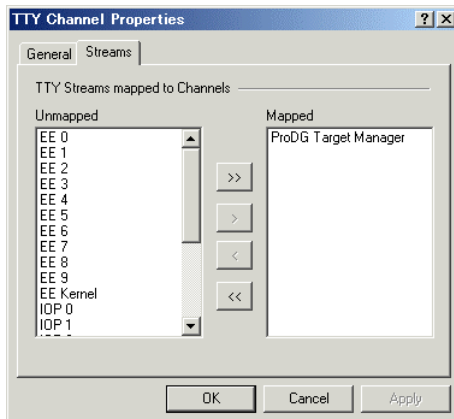 TTY Channel Properties
General
Streams
TTY Streams mapped to Channels
Unmapped
Mapped
EE 0
EE 1
EE 2
EE 3
EE 4
EE 5
EE 6
EE 7
EE 8
EE 9
EE Kernel
IOP 0
IOP 1
ProDG Target Manager
>>
>
<
<<
OK
Cancel
Apply